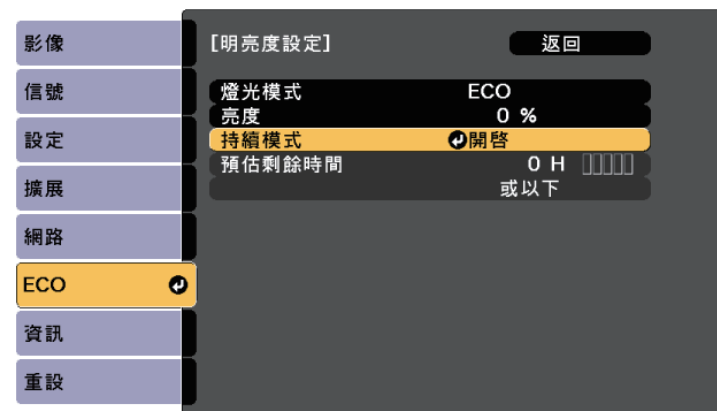 影像
信號
設定
擴展
網路
ECO
資訊
重設
[明亮度設定] 返回
燈光模式 ECO
亮度 0 %
持續模式 開啓
預估剩餘時間 0 H
或以下